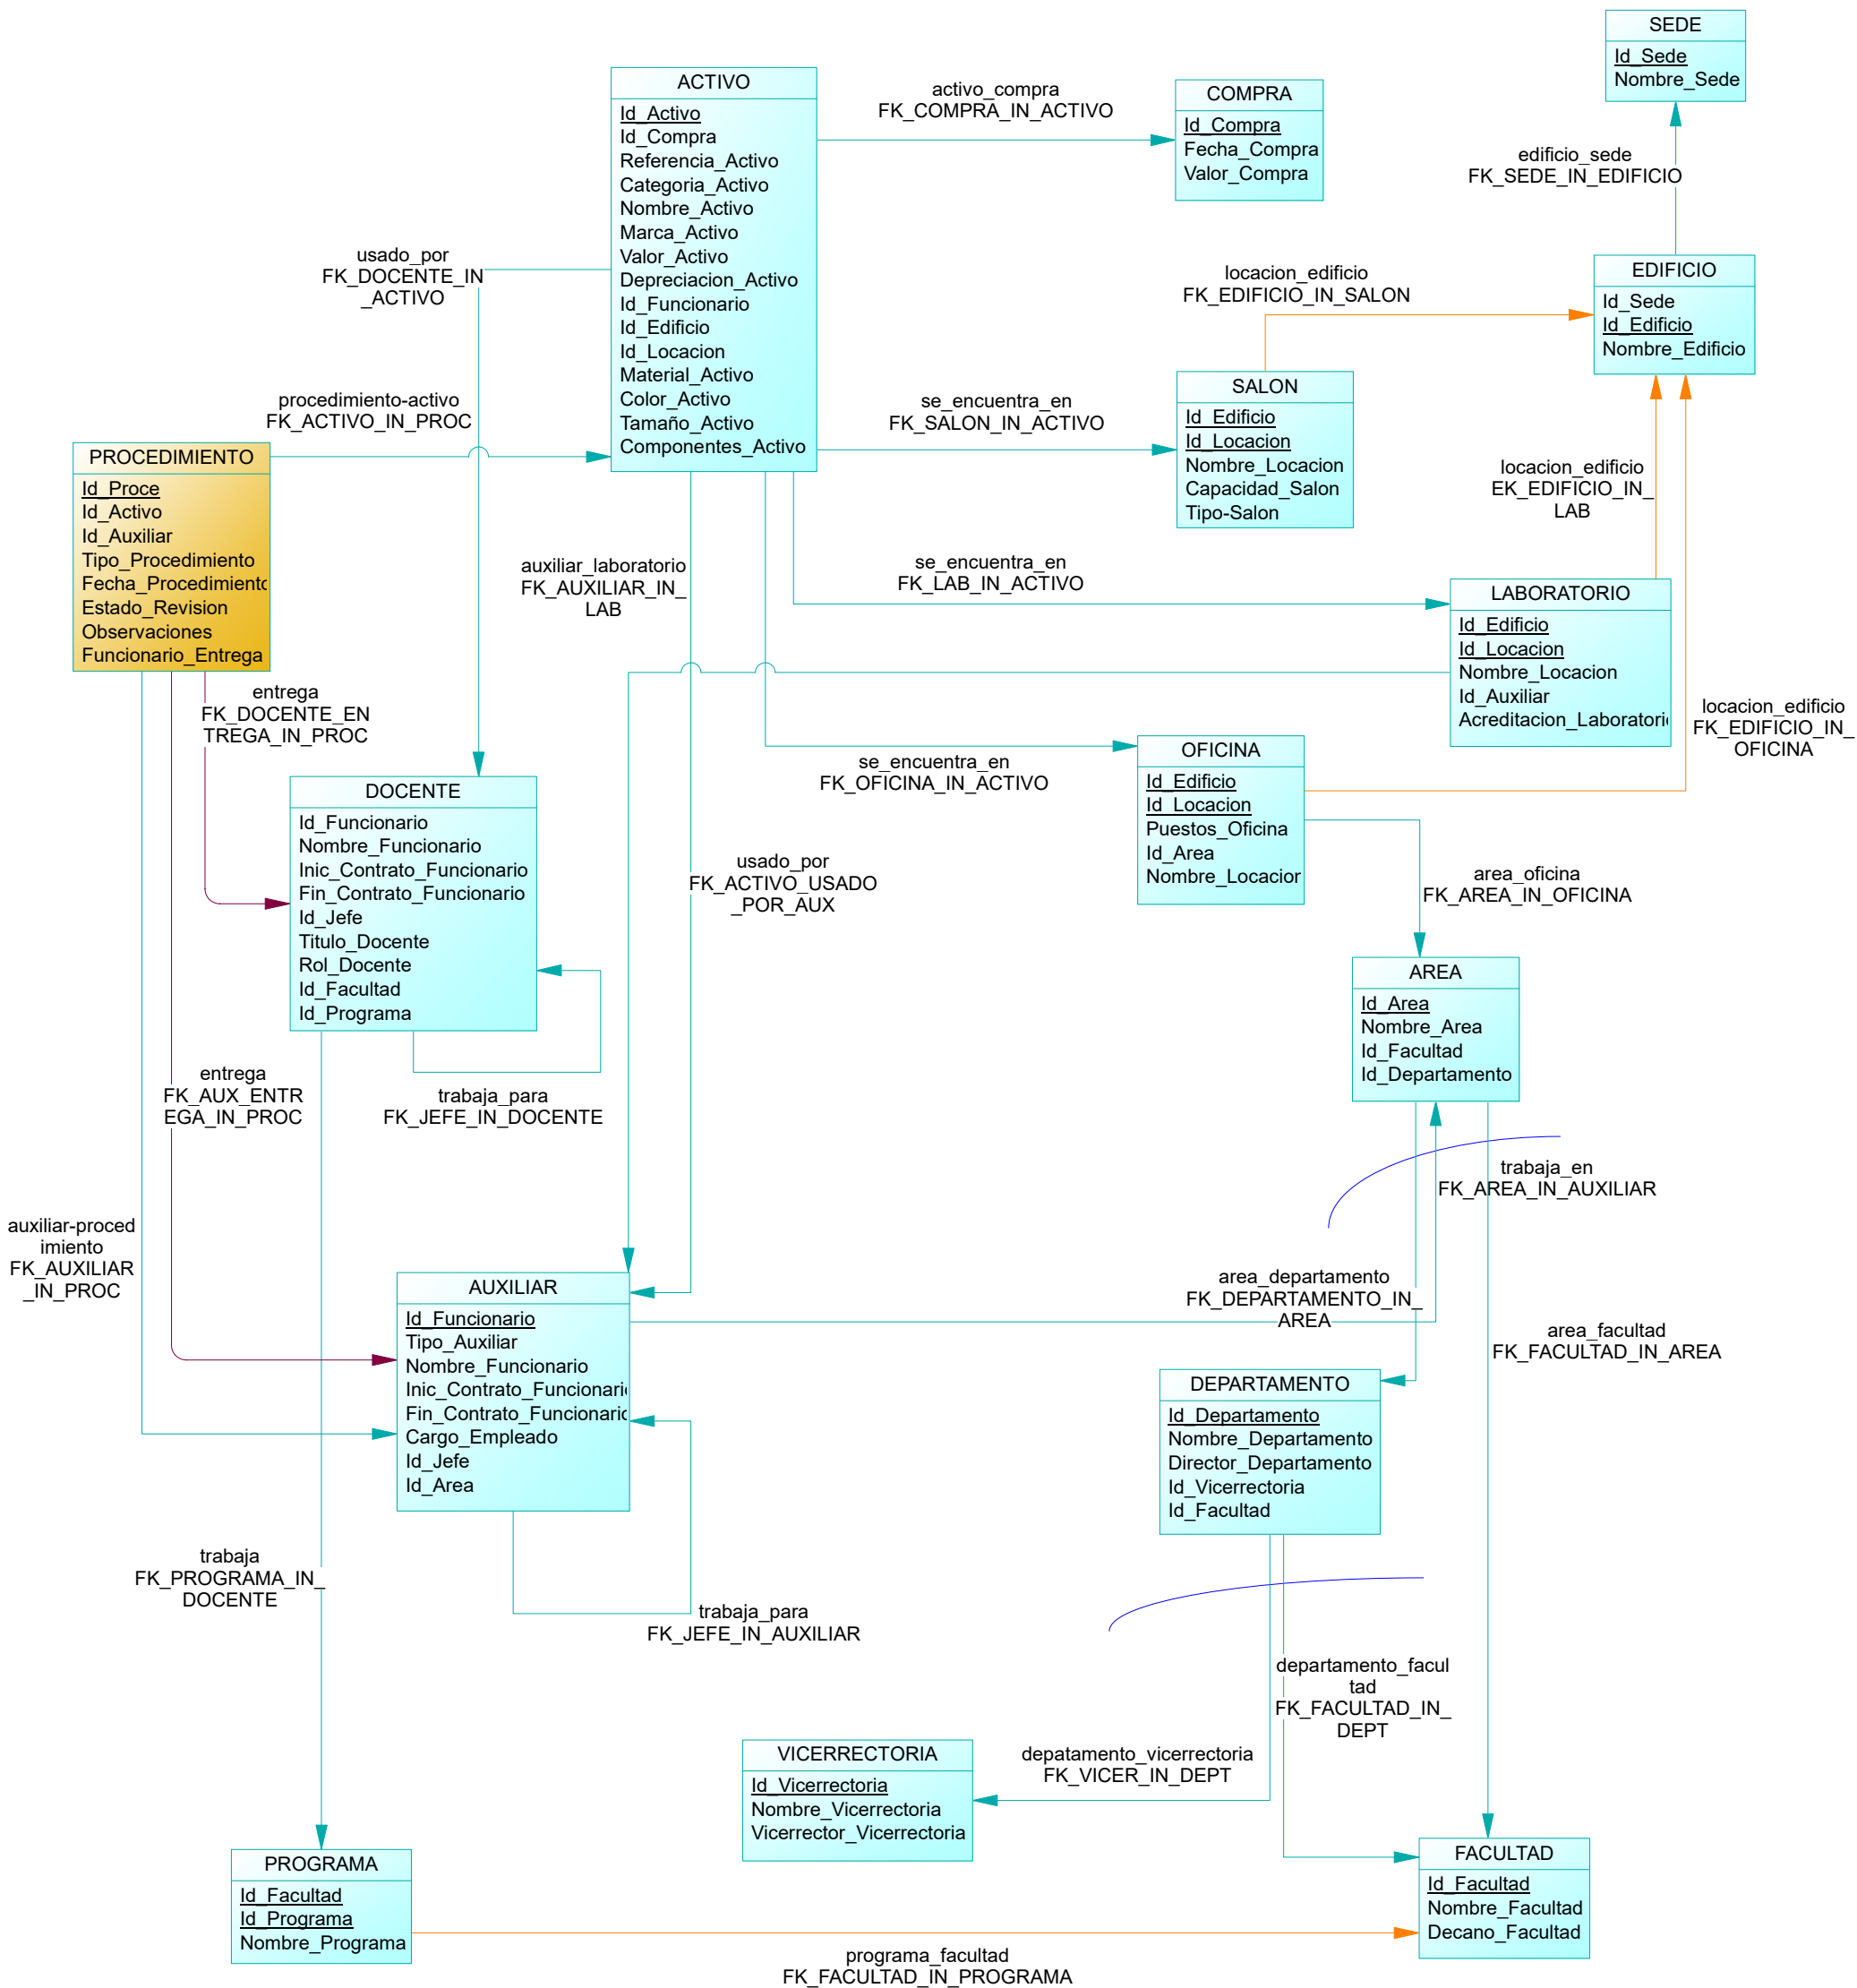 SEDE
Id_Sede
Nombre_Sede
ACTIVO
Id_Activo
Id_Compra
Referencia_Activo
Categoria_Activo
Nombre_Activo
Marca_Activo
Valor_Activo
Depreciacion_Activo
Id_Funcionario
Id_Edificio
Id_Locacion
Material_Activo
Color_Activo
Tamaño_Activo
Componentes_Activo
activo_compra
FK_COMPRA_IN_ACTIVO
COMPRA
Id_Compra
Fecha_Compra
Valor_Compra
edificio_sede
FK_SEDE_IN_EDIFICIO
usado_por
FK_DOCENTE_IN
_ACTIVO
locacion_edificio
FK_EDIFICIO_IN_SALON
EDIFICIO
Id_Sede
Id_Edificio
Nombre_Edificio
procedimiento-activo
FK_ACTIVO_IN_PROC
se_encuentra_en
FK_SALON_IN_ACTIVO
SALON
Id_Edificio
Id_Locacion
Nombre_Locacion
Capacidad_Salon
Tipo-Salon
locacion_edificio
EK_EDIFICIO_IN_
LAB
PROCEDIMIENTO
Id_Proce
Id_Activo
Id_Auxiliar
Tipo_Procedimiento
Fecha_Procedimiento
Estado_Revision
Observaciones
Funcionario_Entrega
auxiliar_laboratorio
FK_AUXILIAR_IN_
LAB
se_encuentra_en
FK_LAB_IN_ACTIVO
LABORATORIO
Id_Edificio
Id_Locacion
Nombre_Locacion
Id_Auxiliar
Acreditacion_Laboratori
entrega
FK_DOCENTE_EN
TREGA_IN_PROC
locacion_edificio
FK_EDIFICIO_IN_
OFICINA
se_encuentra_en
FK_OFICINA_IN_ACTIVO
OFICINA
Id_Edificio
Id_Locacion
Puestos_Oficina
Id_Area
Nombre_Locacior
DOCENTE
Id_Funcionario
Nombre_Funcionario
Inic_Contrato_Funcionario
Fin_Contrato_Funcionario
Id_Jefe
Titulo_Docente
Rol_Docente
Id_Facultad
Id_Programa
usado_por
FK_ACTIVO_USADO
_POR_AUX
area_oficina
FK_AREA_IN_OFICINA
AREA
Id_Area
Nombre_Area
Id_Facultad
Id_Departamento
entrega
FK_AUX_ENTR
EGA_IN_PROC
trabaja_para
FK_JEFE_IN_DOCENTE
trabaja_en
FK_AREA_IN_AUXILIAR
auxiliar-proced
imiento
FK_AUXILIAR
_IN_PROC
AUXILIAR
Id_Funcionario
Tipo_Auxiliar
Nombre_Funcionario
Inic_Contrato_Funcionari
Fin_Contrato_Funcionaric
Cargo_Empleado
Id_Jefe
Id_Area
area_departamento
FK_DEPARTAMENTO_IN_
AREA
area_facultad
FK_FACULTAD_IN_AREA
DEPARTAMENTO
Id_Departamento
Nombre_Departamento
Director_Departamento
Id_Vicerrectoria
Id_Facultad
trabaja
FK_PROGRAMA_IN_
DOCENTE
trabaja_para
FK_JEFE_IN_AUXILIAR
departamento_facul
tad
FK_FACULTAD_IN_
DEPT
VICERRECTORIA
Id_Vicerrectoria
Nombre_Vicerrectoria
Vicerrector_Vicerrectoria
depatamento_vicerrectoria
FK_VICER_IN_DEPT
PROGRAMA
Id_Facultad
Id_Programa
Nombre_Programa
FACULTAD
Id_Facultad
Nombre_Facultad
Decano_Facultad
programa_facultad
FK_FACULTAD_IN_PROGRAMA